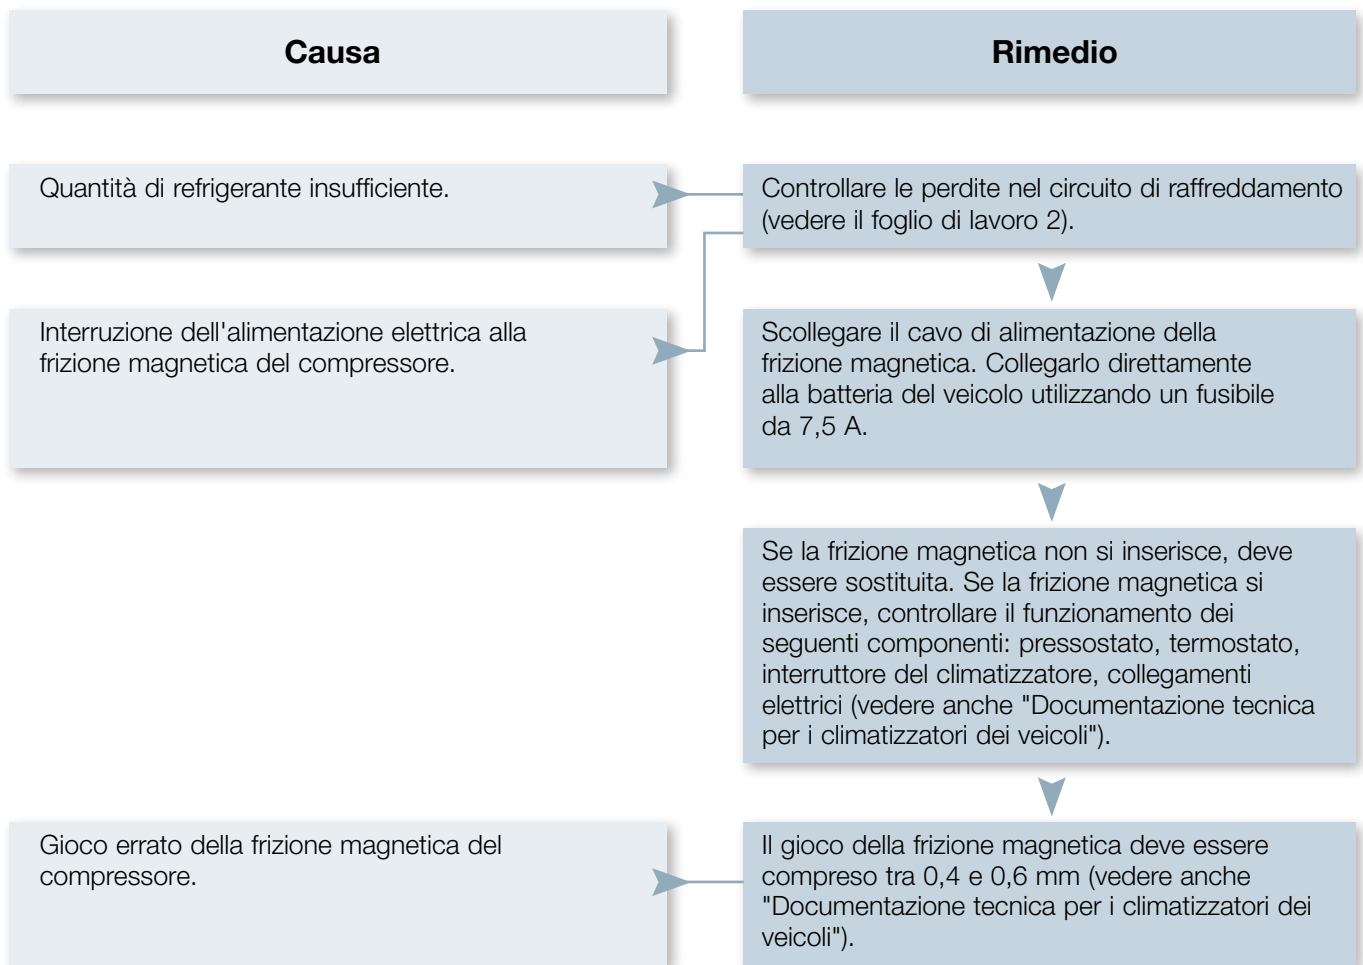 Causa
Rimedio
Quantità di refrigerante insufficiente.
Controllare le perdite nel circuito di raffreddamento
(vedere il foglio di lavoro 2).
Interruzione dell'alimentazione elettrica alla
frizione magnetica del compressore.
Scollegare il cavo di alimentazione della
frizione magnetica. Collegarlo direttamente
alla batteria del veicolo utilizzando un fusibile
da 7,5 A.
Se la frizione magnetica non si inserisce, deve
essere sostituita. Se la frizione magnetica si
inserisce, controllare il funzionamento dei
seguenti componenti: pressostato, termostato,
interruttore del climatizzatore, collegamenti
elettrici (vedere anche "Documentazione tecnica
per i climatizzatori dei veicoli").
Gioco errato della frizione magnetica del
compressore.
Il gioco della frizione magnetica deve essere
compreso tra 0,4 e 0,6 mm (vedere anche
"Documentazione tecnica per i climatizzatori dei
veicoli").